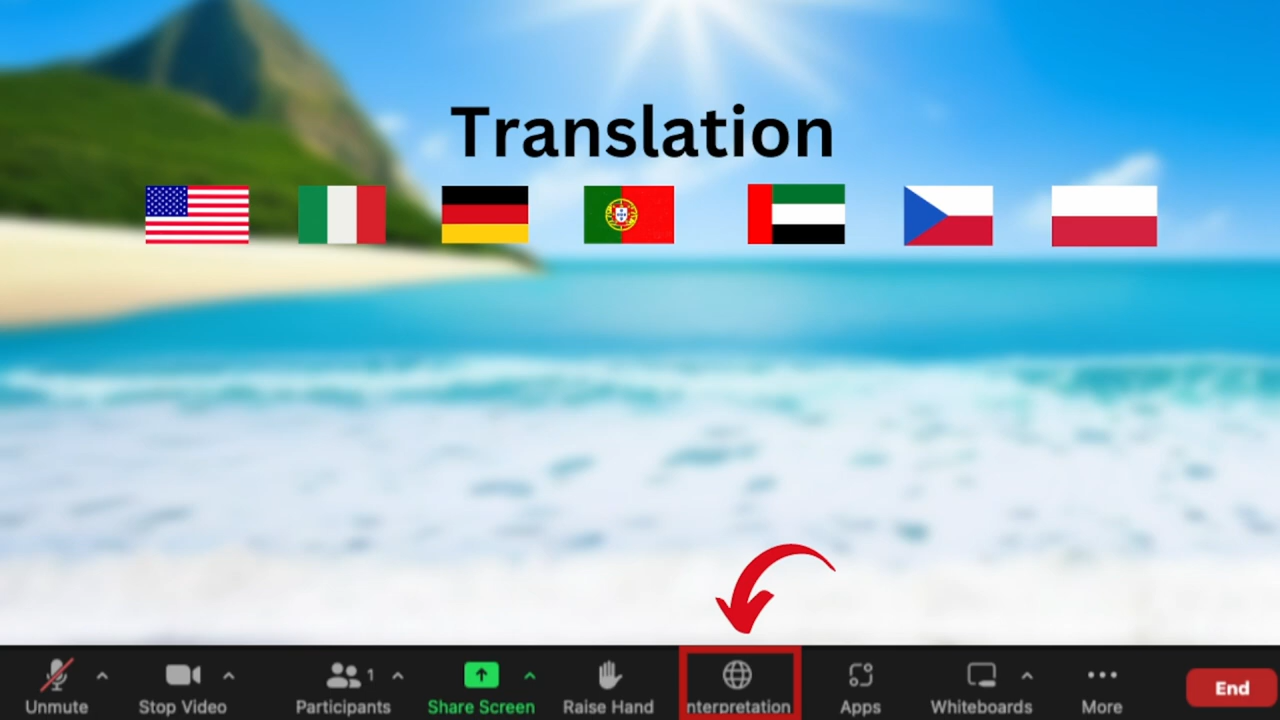 Translation
Unmute
Stop Video
Participants
1
Share Screen
Raise Hand
nterpretation
Apps
Whiteboards
More
End